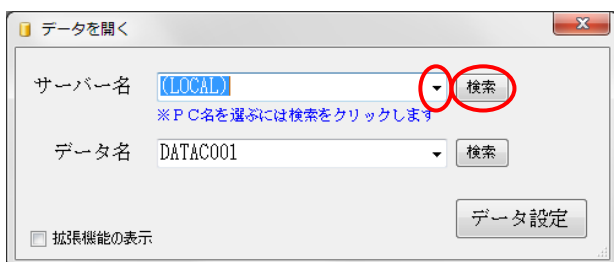 データを開く
サーバー名 (LOCAL) 検索
※ＰＣ名を選ぶには検索をクリックします
データ名 DATAC001 検索
データ設定
拡張機能の表示